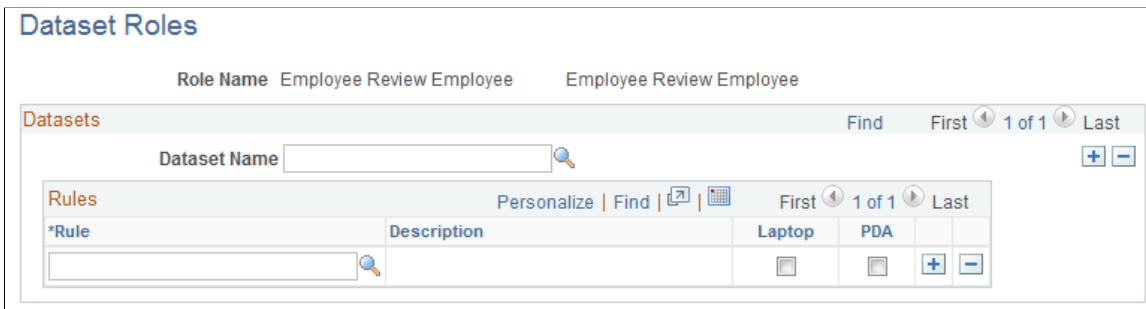 Dataset Roles
Role Name Employee Review Employee Employee Review Employee
Datasets Find First 1 of 1 Last
Dataset Name
Rules Personalize | Find | | First 1 of 1 Last
*Rule Description Laptop PDA